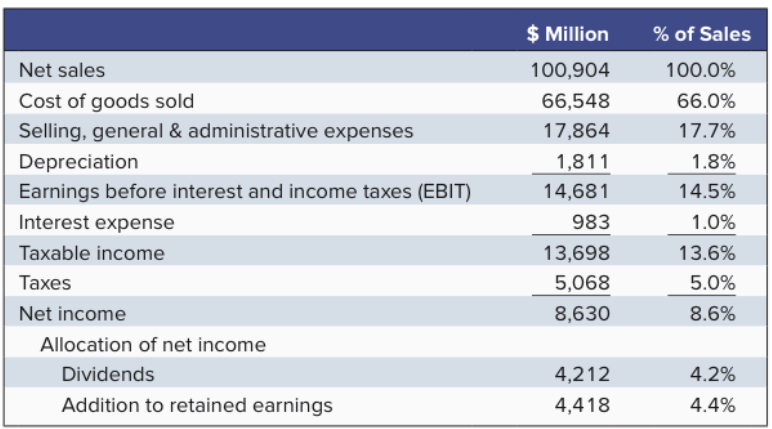 $ Million % of Sales
Net sales 100,904 100.0%
Cost of goods sold 66,548 66.0%
Selling, general & administrative expenses 17,864 17.7%
Depreciation 1,811 1.8%
Earnings before interest and income taxes (EBIT) 14,681 14.5%
Interest expense 983 1.0%
Taxable income 13,698 13.6%
Taxes 5,068 5.0%
Net income 8,630 8.6%
Allocation of net income
Dividends 4,212 4.2%
Addition to retained earnings 4,418 4.4%